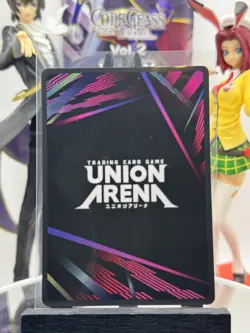 CODE GEASS
Vol.2
TRADING CARD GAME
UNION
ARENA
ユニオンアリーナ